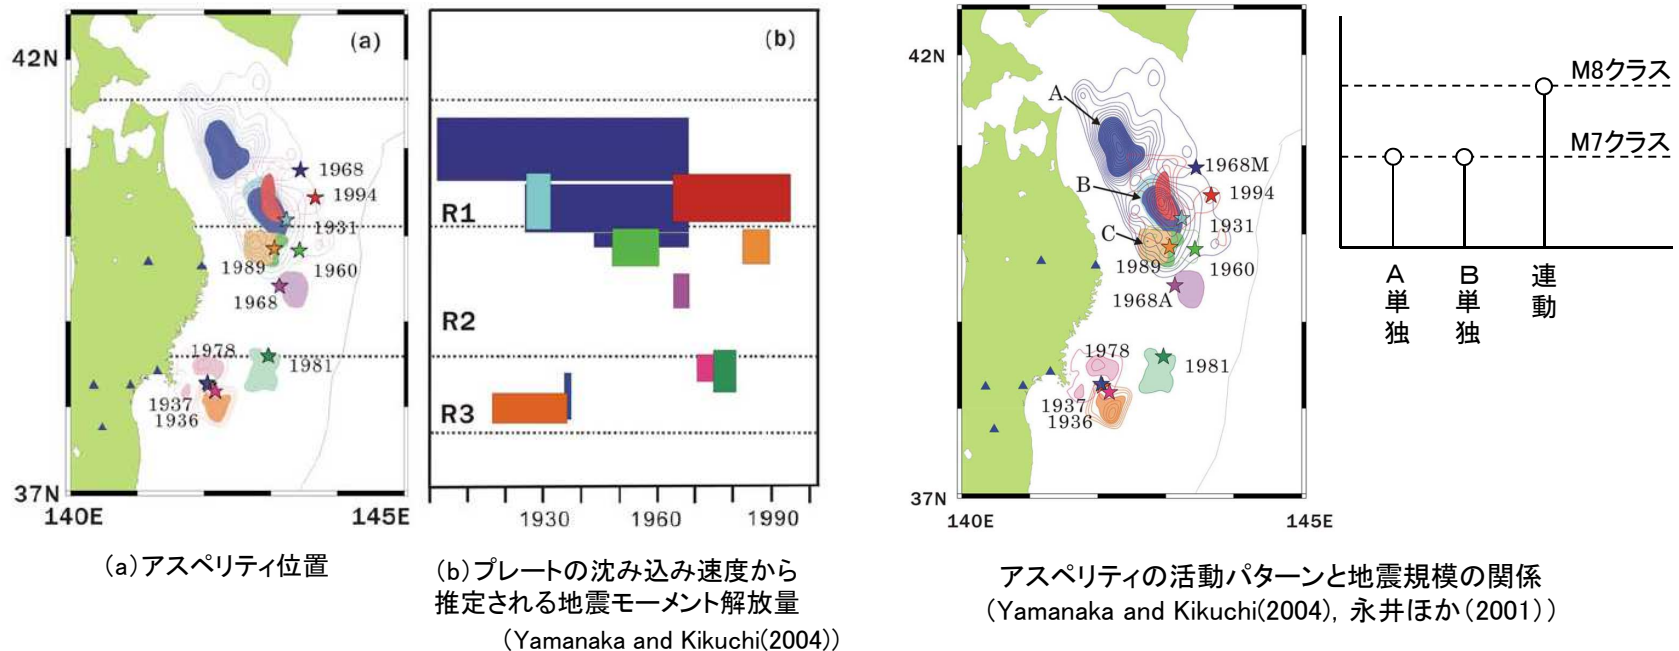 (a)
42N
1968
1994
1931
1989
1960
1968
1978
1981
1937
1936
37N
140E
145E
(a)アスペリティ位置
(b)
R1
R2
R3
1930
1960
1990
(b)プレートの沈み込み速度から
推定される地震モーメント解放量
(Yamanaka and Kikuchi(2004))
42N
A
B
C
1968M
1994
1931
1989
1960
1968A
1978
1981
1937
1936
37N
140E
145E
M8クラス
M7クラス
A単独
B単独
連動
アスペリティの活動パターンと地震規模の関係
(Yamanaka and Kikuchi(2004), 永井ほか(2001))